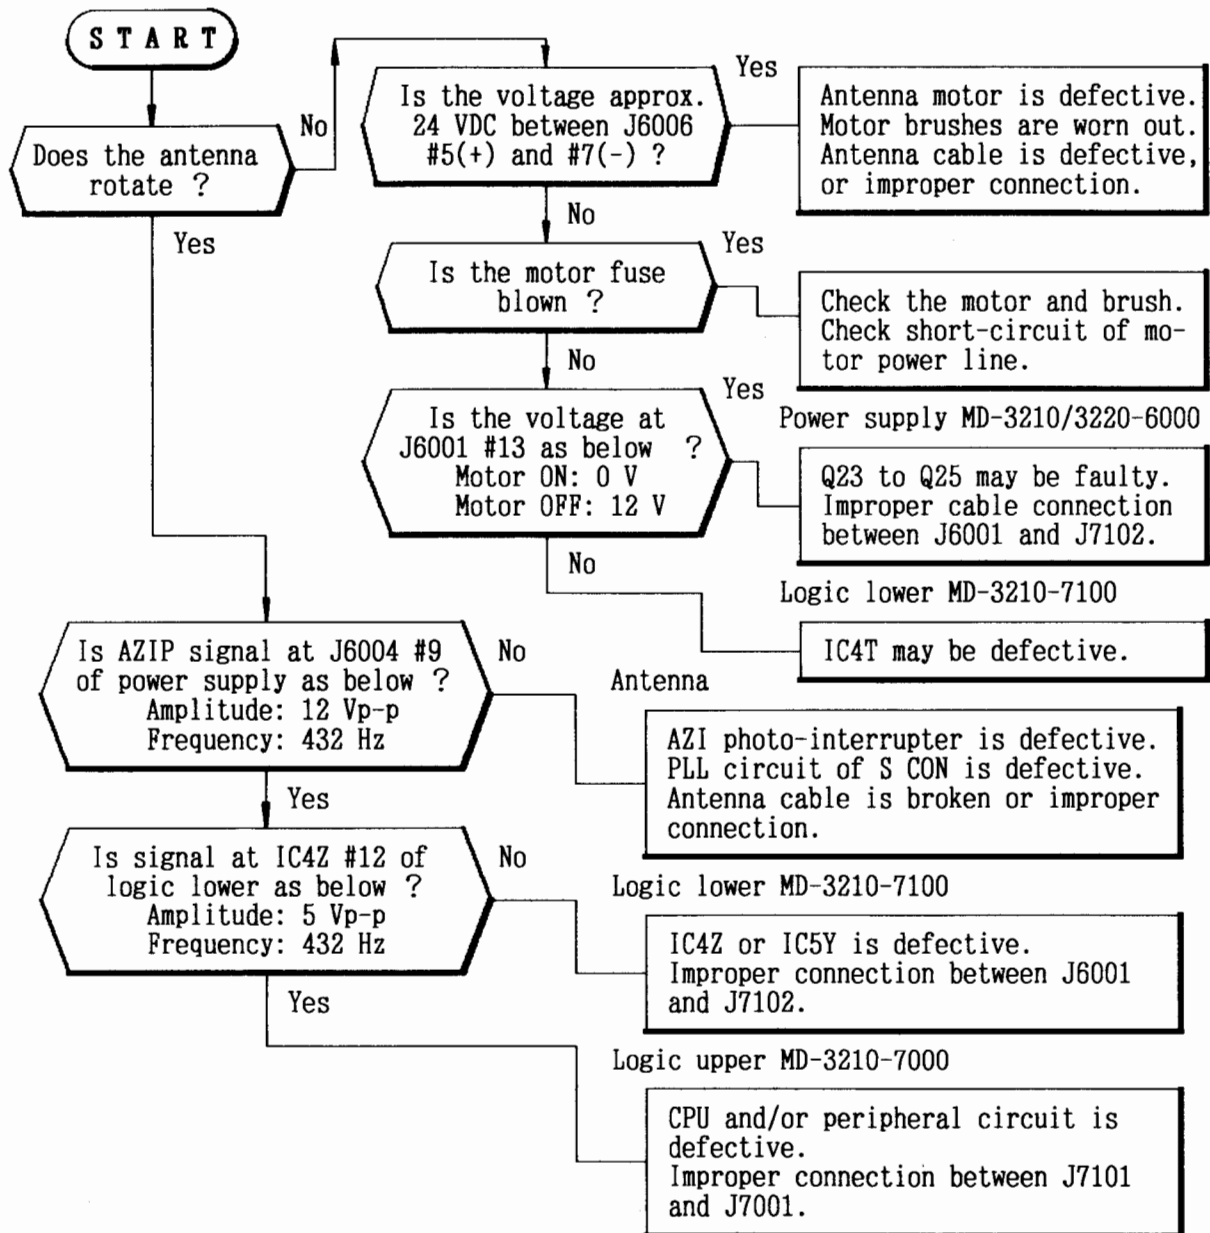 START
Does the antenna
rotate ?
No
Yes
Is the voltage approx.
24 VDC between J6006
#5(+) and #7(-) ?
Yes
No
Antenna motor is defective.
Motor brushes are worn out.
Antenna cable is defective,
or improper connection.
Is the motor fuse
blown ?
Yes
No
Check the motor and brush.
Check short-circuit of mo-
tor power line.
Is the voltage at
J6001 #13 as below ?
Motor ON: 0 V
Motor OFF: 12 V
Yes
No
Power supply MD-3210/3220-6000
Q23 to Q25 may be faulty.
Improper cable connection
between J6001 and J7102.
Logic lower MD-3210-7100
IC4T may be defective.
Is AZIP signal at J6004 #9
of power supply as below ?
Amplitude: 12 Vp-p
Frequency: 432 Hz
No
Yes
Antenna
AZI photo-interrupter is defective.
PLL circuit of S CON is defective.
Antenna cable is broken or improper
connection.
Is signal at IC4Z #12 of
logic lower as below ?
Amplitude: 5 Vp-p
Frequency: 432 Hz
No
Yes
Logic lower MD-3210-7100
IC4Z or IC5Y is defective.
Improper connection between J6001
and J7102.
Logic upper MD-3210-7000
CPU and/or peripheral circuit is
defective.
Improper connection between J7101
and J7001.